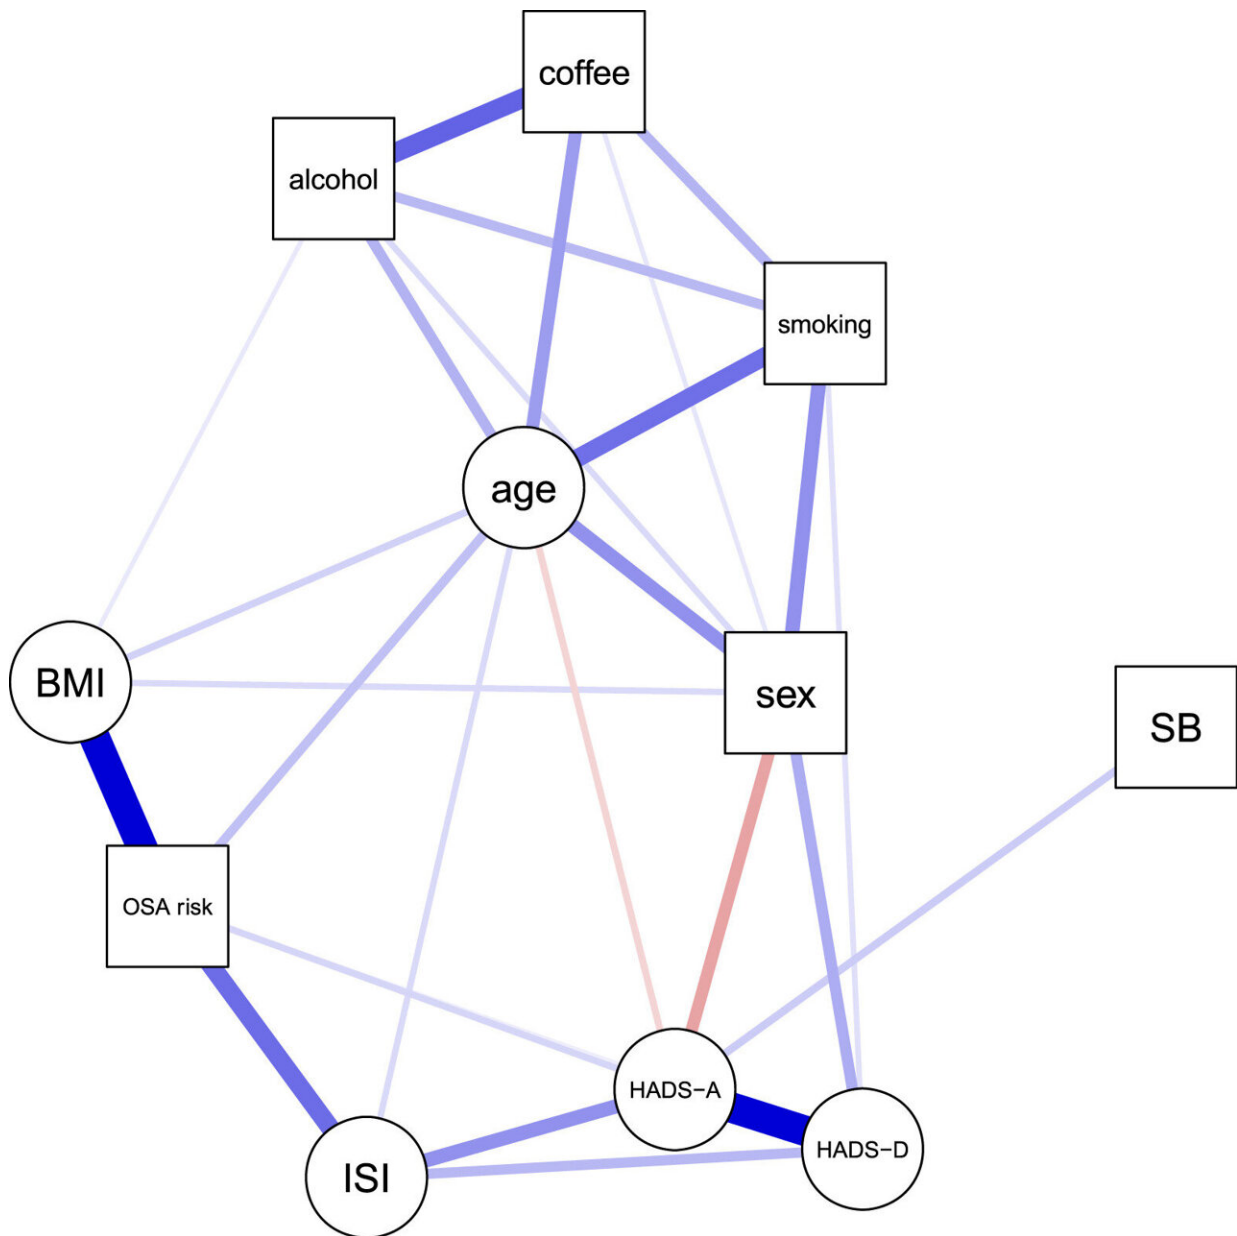 coffee
alcohol
smoking
age
BMI
sex
SB
OSA risk
HADS−A
HADS−D
ISI